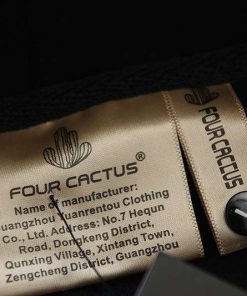 FOUR CACTUS®
FOUR CACTUS
Name of manufacturer:
Guangzhou Yuanrentou Clothing
Co., Ltd. Address: No.7 Hequn
Road, Dongkeng District,
Qunxing Village, Xintang Town,
Zengcheng District, Guangzhou